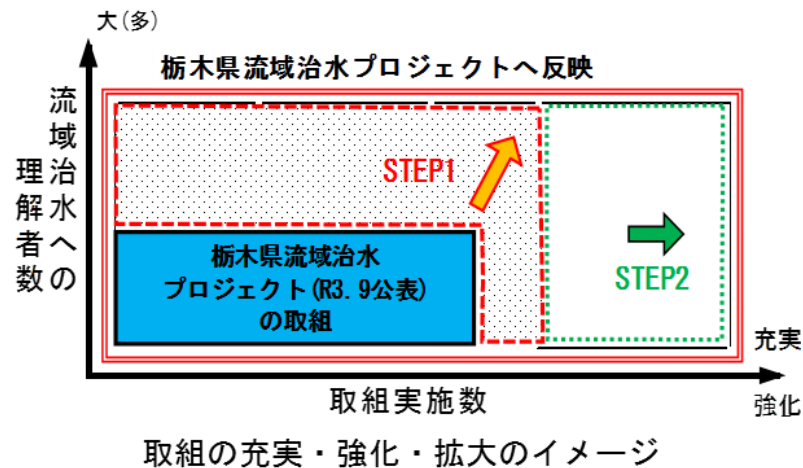 大(多)
栃木県流域治水プロジェクトへ反映
流域治水への
理解者数
STEP1
栃木県流域治水
プロジェクト(R3.9公表)
の取組
STEP2
充実
強化
取組実施数
取組の充実・強化・拡大のイメージ